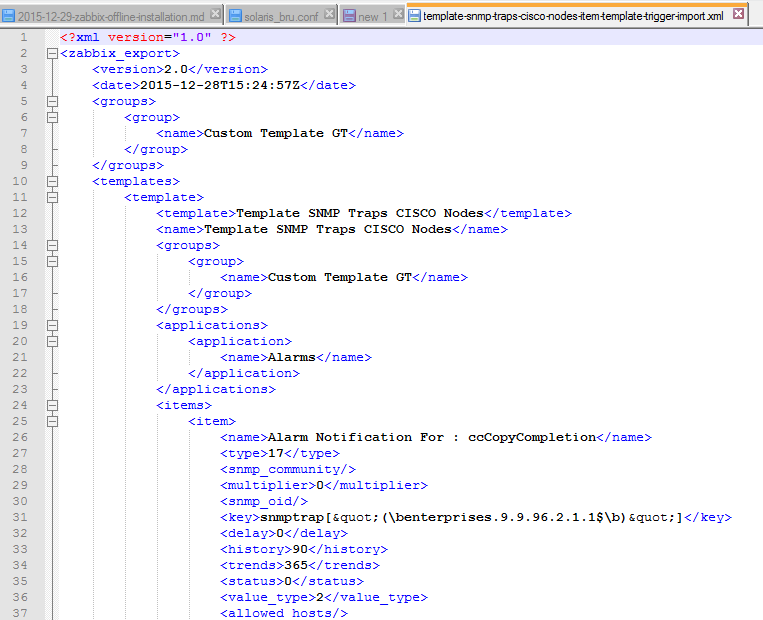 2015-12-29-zabbix-offline-installation.md solaris_bru.conf new 1 template-snmp-traps-cisco-nodes-item-template-trigger-import.xml
1 <?xml version="1.0" ?>
2 <zabbix_export>
3 <version>2.0</version>
4 <date>2015-12-28T15:24:57Z</date>
5 <groups>
6 <group>
7 <name>Custom Template GT</name>
8 </group>
9 </groups>
10 <templates>
11 <template>
12 <template>Template SNMP Traps CISCO Nodes</template>
13 <name>Template SNMP Traps CISCO Nodes</name>
14 <groups>
15 <group>
16 <name>Custom Template GT</name>
17 </group>
18 </groups>
19 <applications>
20 <application>
21 <name>Alarms</name>
22 </application>
23 </applications>
24 <items>
25 <item>
26 <name>Alarm Notification For : ccCopyCompletion</name>
27 <type>17</type>
28 <snmp_community/>
29 <multiplier>0</multiplier>
30 <snmp_oid/>
31 <key>snmptrap[&quot;(\benterprises.9.9.96.2.1.1$\b)&quot;]</key>
32 <delay>0</delay>
33 <history>90</history>
34 <trends>365</trends>
35 <status>0</status>
36 <value_type>2</value_type>
37 <allowed_hosts/>